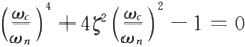 (ω_c/ω_n)^4 + 4ζ^2 (ω_c/ω_n)^2 − 1 = 0